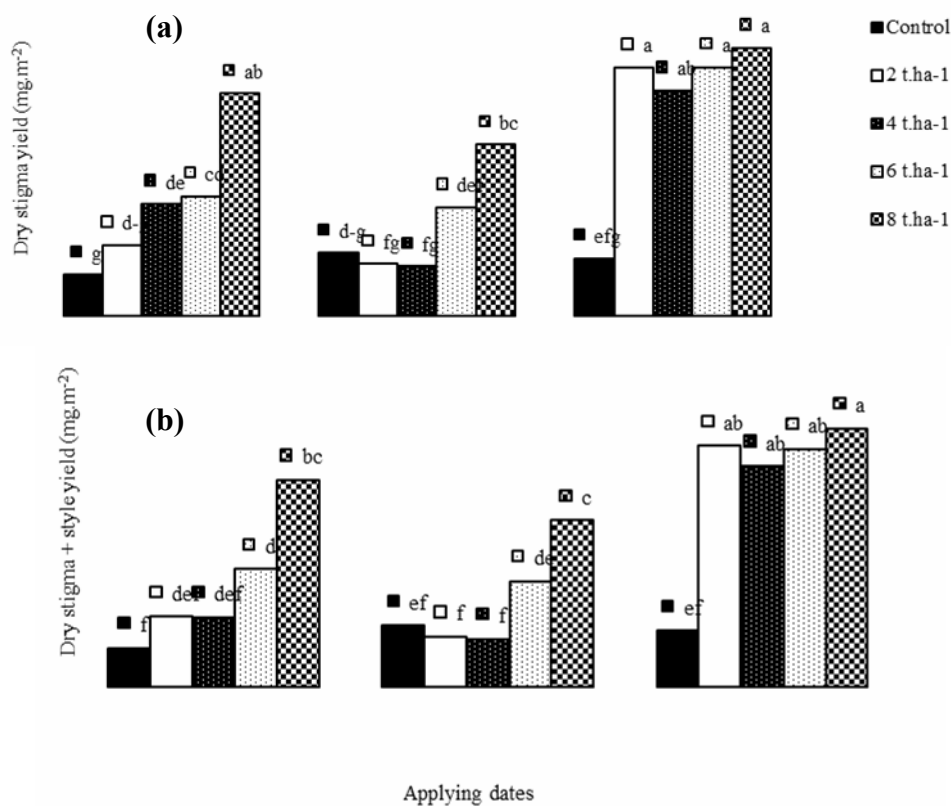 (a)
Dry stigma yield (mg.m-2)
Control
2 t.ha-1
4 t.ha-1
6 t.ha-1
8 t.ha-1
g
d-
de
cd
ab
d-g
fg
fg
de
bc
efg
a
ab
a
a
(b)
Dry stigma + style yield (mg.m-2)
f
def
def
d
bc
ef
f
f
de
c
ef
ab
ab
ab
a
Applying dates